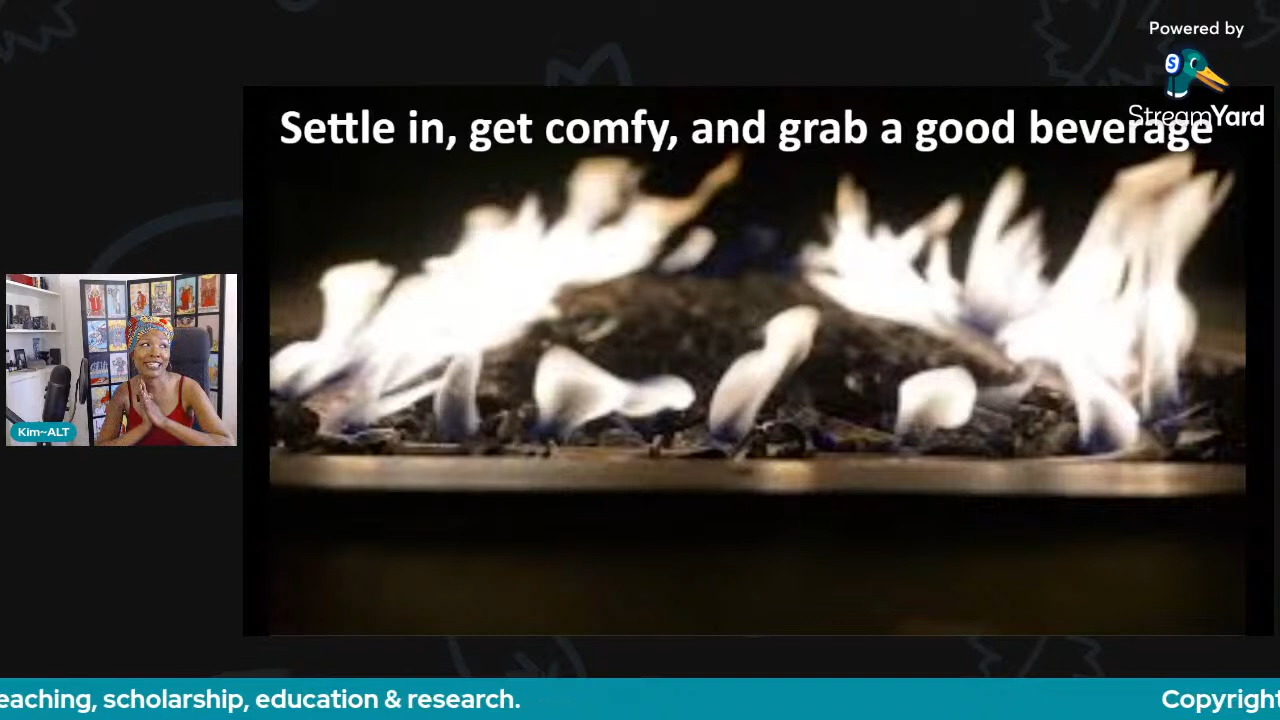 Powered by
StreamYard
Settle in, get comfy, and grab a good beverage
Kim~ALT
eaching, scholarship, education & research.
Copyright